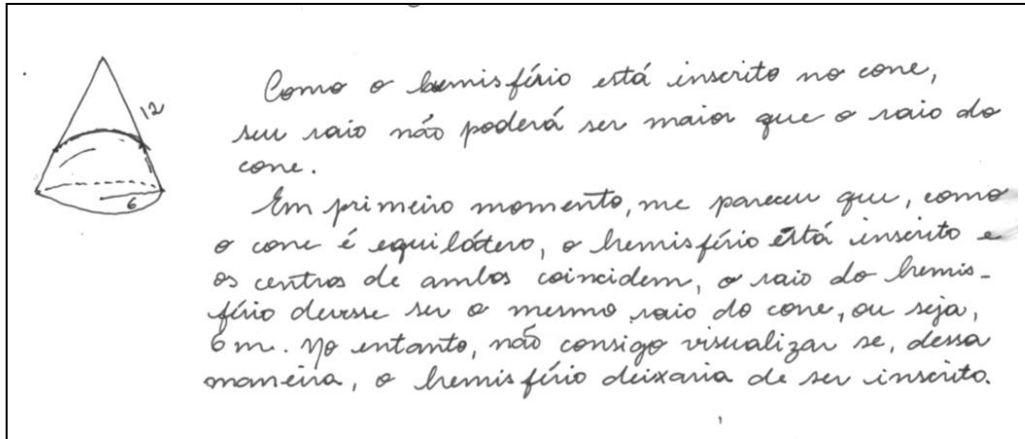 12
6
Como o hemisfério está inscrito no cone,
seu raio não poderá ser maior que o raio do
cone.
Em primeiro momento, me pareceu que, como
o cone é equilátero, o hemisfério está inscrito e
os centros de ambos coincidem, o raio do hemis-
fério devesse ser o mesmo raio do cone, ou seja,
6 m. No entanto, não consigo visualizar se, dessa
maneira, o hemisfério deixaria de ser inscrito.